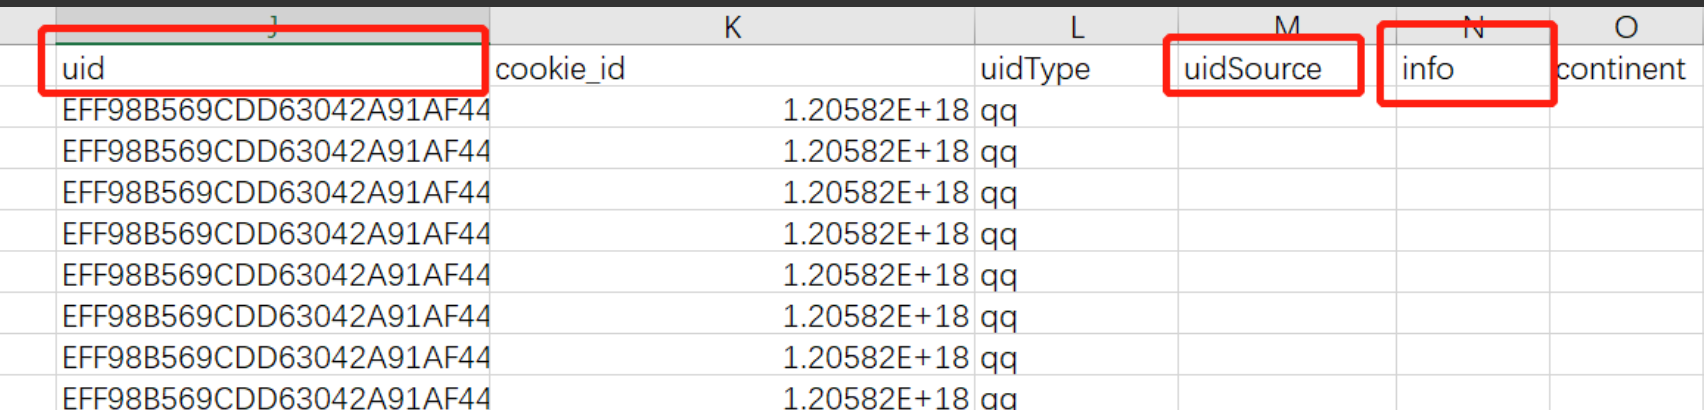 J K L M N O
uid cookie_id uidType uidSource info continent
EFF98B569CDD63042A91AF44 1.20582E+18 qq
EFF98B569CDD63042A91AF44 1.20582E+18 qq
EFF98B569CDD63042A91AF44 1.20582E+18 qq
EFF98B569CDD63042A91AF44 1.20582E+18 qq
EFF98B569CDD63042A91AF44 1.20582E+18 qq
EFF98B569CDD63042A91AF44 1.20582E+18 qq
EFF98B569CDD63042A91AF44 1.20582E+18 qq
EFF98B569CDD63042A91AF44 1.20582E+18 qq